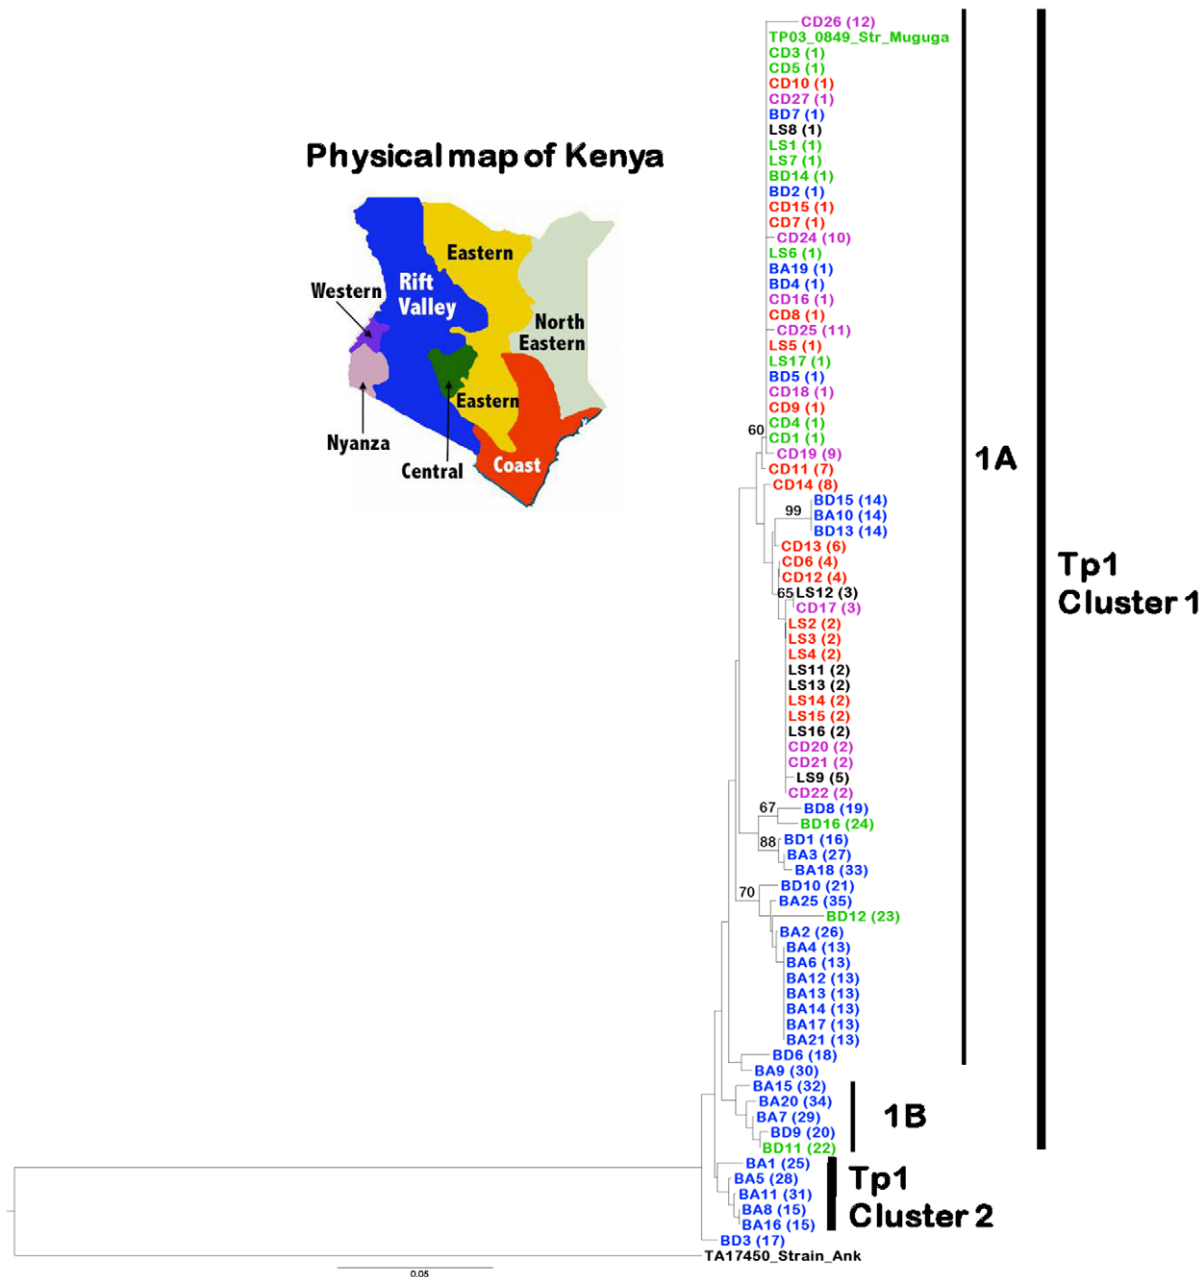 Physical map of Kenya
Eastern
Rift
Valley
Western
North
Eastern
Eastern
Nyanza
Central
Coast
CD26 (12)
TP03_0849_Str_Muguga
CD3 (1)
CD5 (1)
CD10 (1)
CD27 (1)
BD7 (1)
LS8 (1)
LS1 (1)
LS7 (1)
BD14 (1)
BD2 (1)
CD15 (1)
CD7 (1)
CD24 (10)
LS6 (1)
BA19 (1)
BD4 (1)
CD16 (1)
CD8 (1)
CD25 (11)
LS5 (1)
LS17 (1)
BD5 (1)
CD18 (1)
CD9 (1)
CD4 (1)
60
CD1 (1)
CD19 (9)
CD11 (7)
CD14 (8)
BD15 (14)
99
BA10 (14)
BD13 (14)
CD13 (6)
CD6 (4)
CD12 (4)
65
LS12 (3)
CD17 (3)
LS2 (2)
LS3 (2)
LS4 (2)
LS11 (2)
LS13 (2)
LS14 (2)
LS15 (2)
LS16 (2)
CD20 (2)
CD21 (2)
LS9 (5)
CD22 (2)
67
BD8 (19)
BD16 (24)
88
BD1 (16)
BA3 (27)
BA18 (33)
70
BD10 (21)
BA25 (35)
BD12 (23)
BA2 (26)
BA4 (13)
BA6 (13)
BA12 (13)
BA13 (13)
BA14 (13)
BA17 (13)
BA21 (13)
BD6 (18)
BA9 (30)
BA15 (32)
BA20 (34)
BA7 (29)
BD9 (20)
BD11 (22)
BA1 (25)
BA5 (28)
BA11 (31)
BA8 (15)
BA16 (15)
BD3 (17)
TA17450_Strain_Ank
0.05
1A
1B
Tp1
Cluster 1
Tp1
Cluster 2